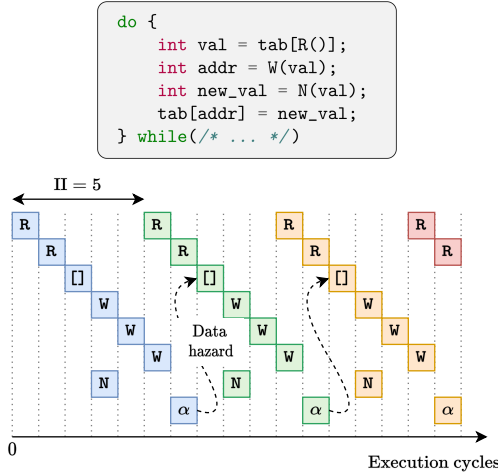 do {
int val = tab[R()];
int addr = W(val);
int new_val = N(val);
tab[addr] = new_val;
} while(/* ... */)
II = 5
R R R R
R R R R
[] [] []
W W W
W Data W W
hazard
W W W
N N N
α α α
0
Execution cycles